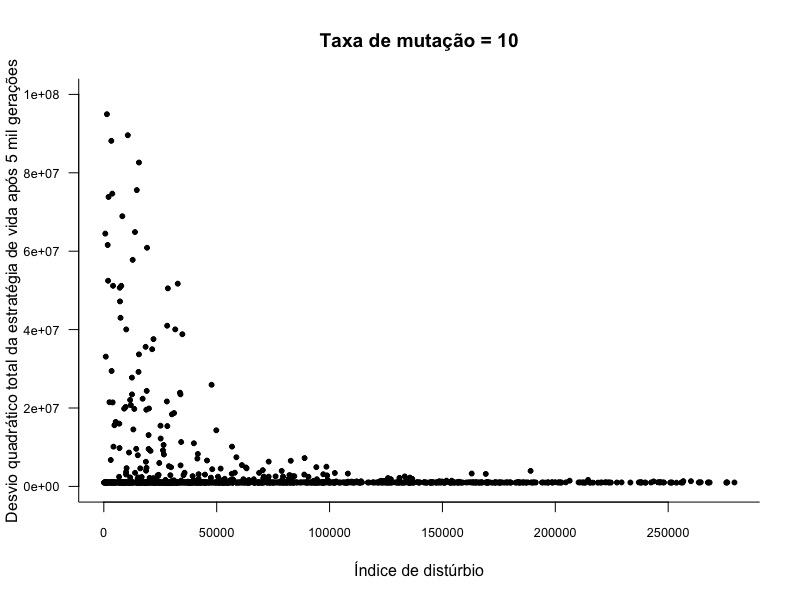 Taxa de mutação = 10
Desvio quadrático total da estratégia de vida após 5 mil gerações
1e+08
8e+07
6e+07
4e+07
2e+07
0e+00
0 50000 100000 150000 200000 250000
Índice de distúrbio